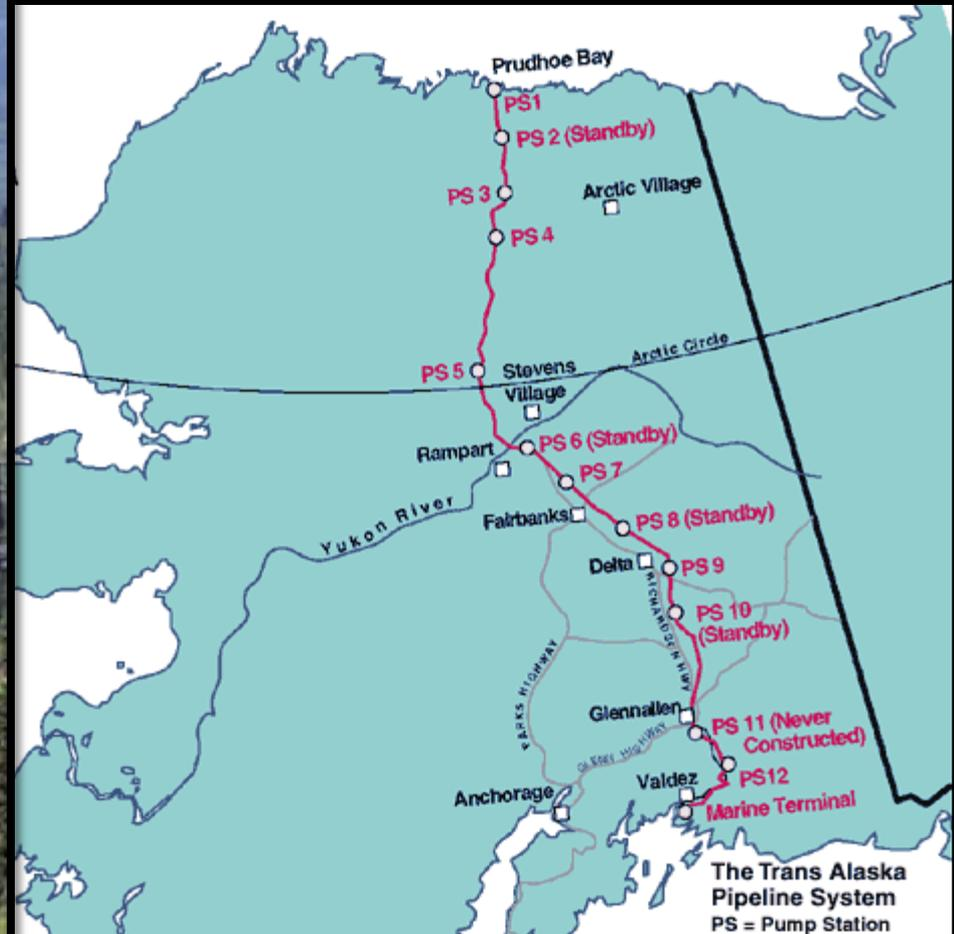 Prudhoe Bay
PS1
PS 2 (Standby)
Arctic Village
PS 3
PS 4
Arctic Circle
PS 5
Stevens
Village
PS 6 (Standby)
Rampart
PS 7
Yukon River
Fairbanks
PS 8 (Standby)
Delta
PS 9
RICHARDSON HWY
PS 10
(Standby)
PARKS HIGHWAY
Glennallen
PS 11 (Never
Constructed)
GLENN HIGHWAY
Valdez
PS12
Anchorage
Marine Terminal
The Trans Alaska
Pipeline System
PS = Pump Station